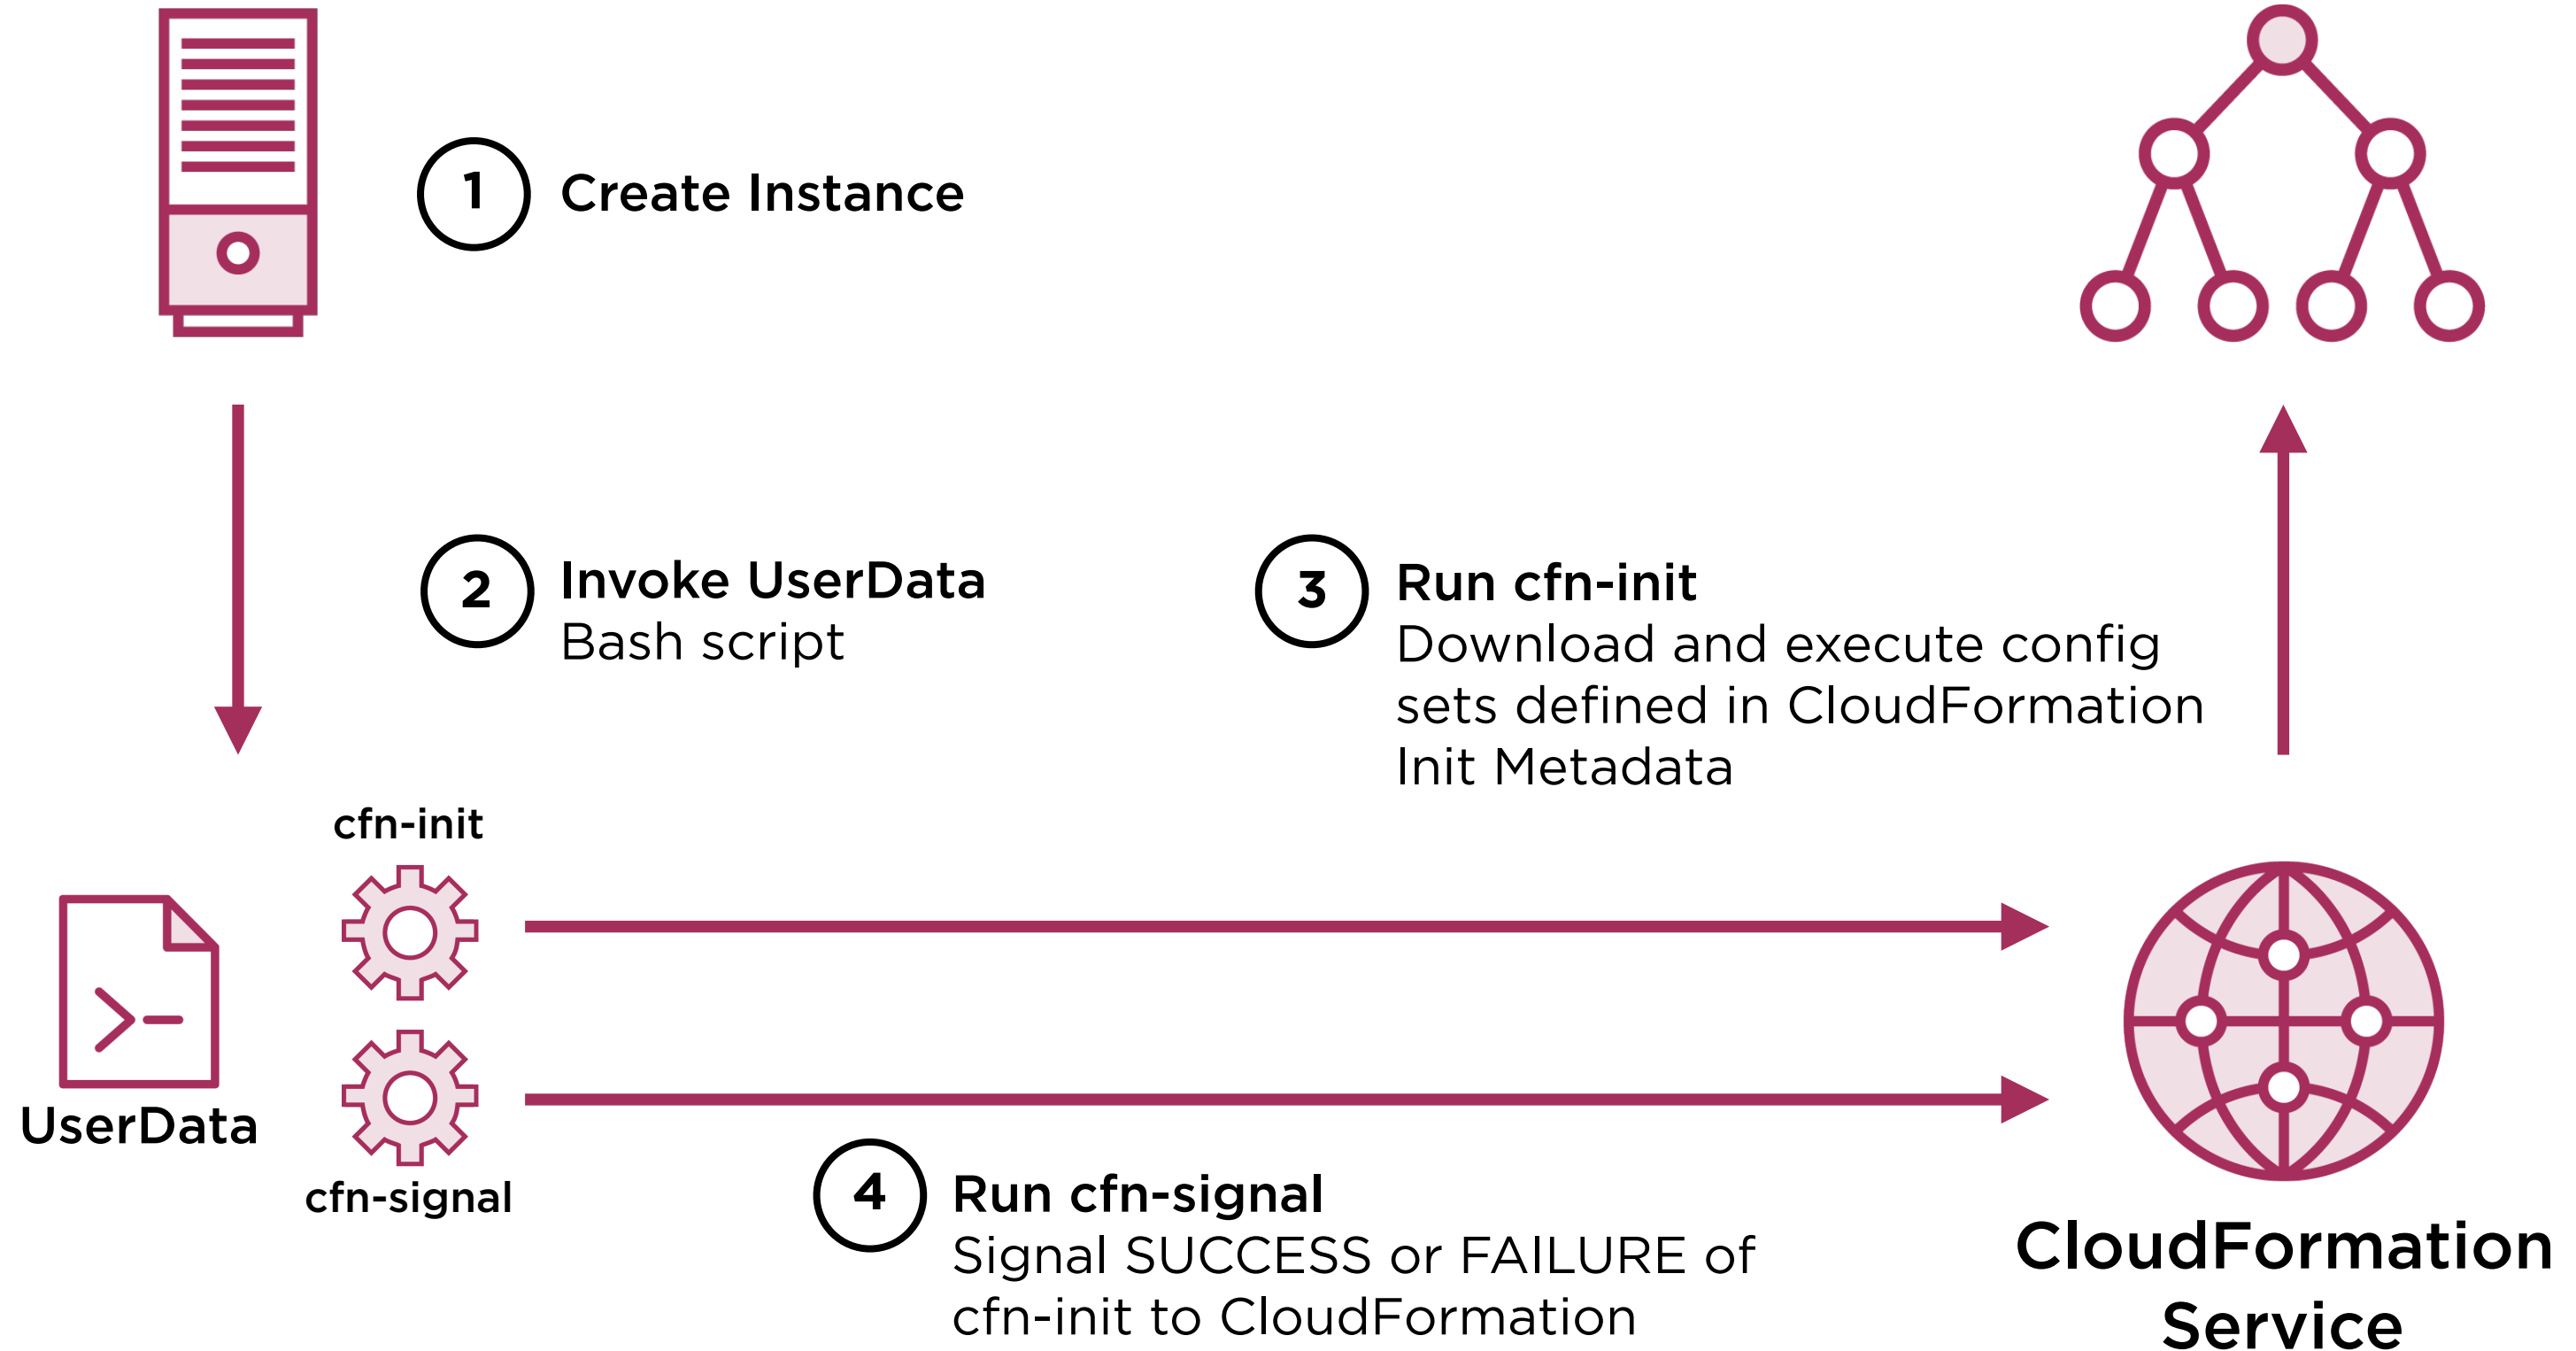 1
Create Instance
2
Invoke UserData
Bash script
3
Run cfn-init
Download and execute config
sets defined in CloudFormation
Init Metadata
cfn-init
UserData
cfn-signal
4
Run cfn-signal
Signal SUCCESS or FAILURE of
cfn-init to CloudFormation
CloudFormation
Service